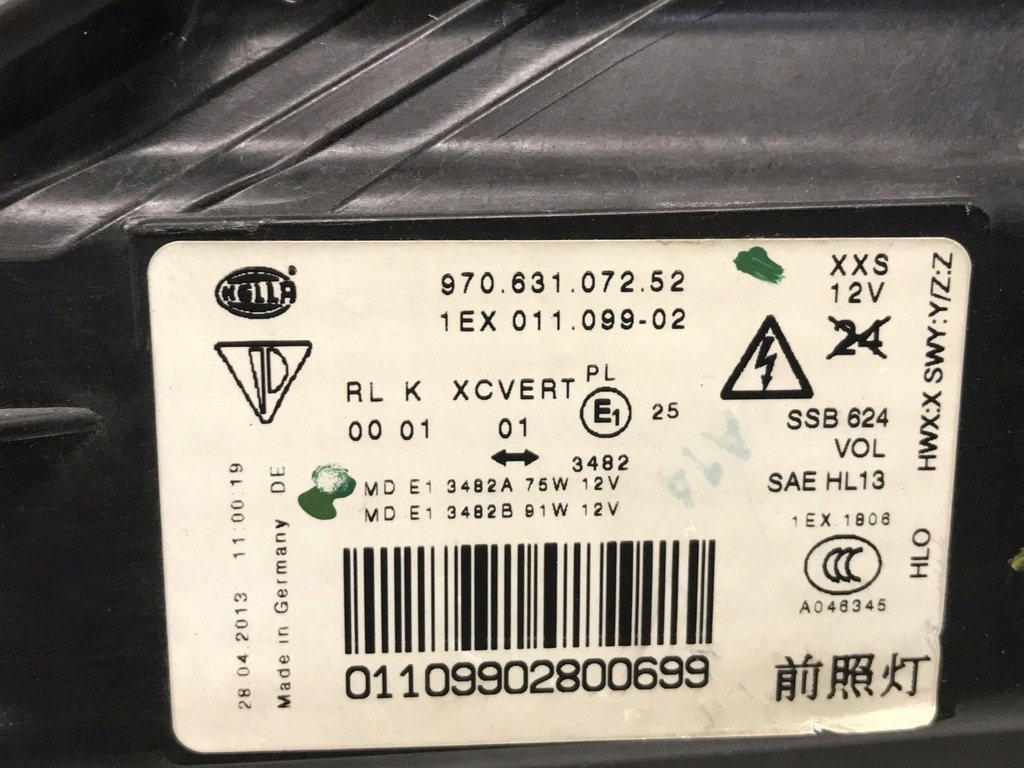 HELLA®
970.631.072.52
1EX 011.099-02
XXS
12V
24
RL K XCVERT PL
00 01 01 E1 25
3482
MD E1 3482A 75W 12V
MD E1 3482B 91W 12V
SSB 624
VOL
SAE HL13
1EX.1806
CCC
A046345
前照灯
01109902800699
28.04.2013 11:00:19
Made in Germany DE
HWX:X SWY:Y/Z:Z
HLO